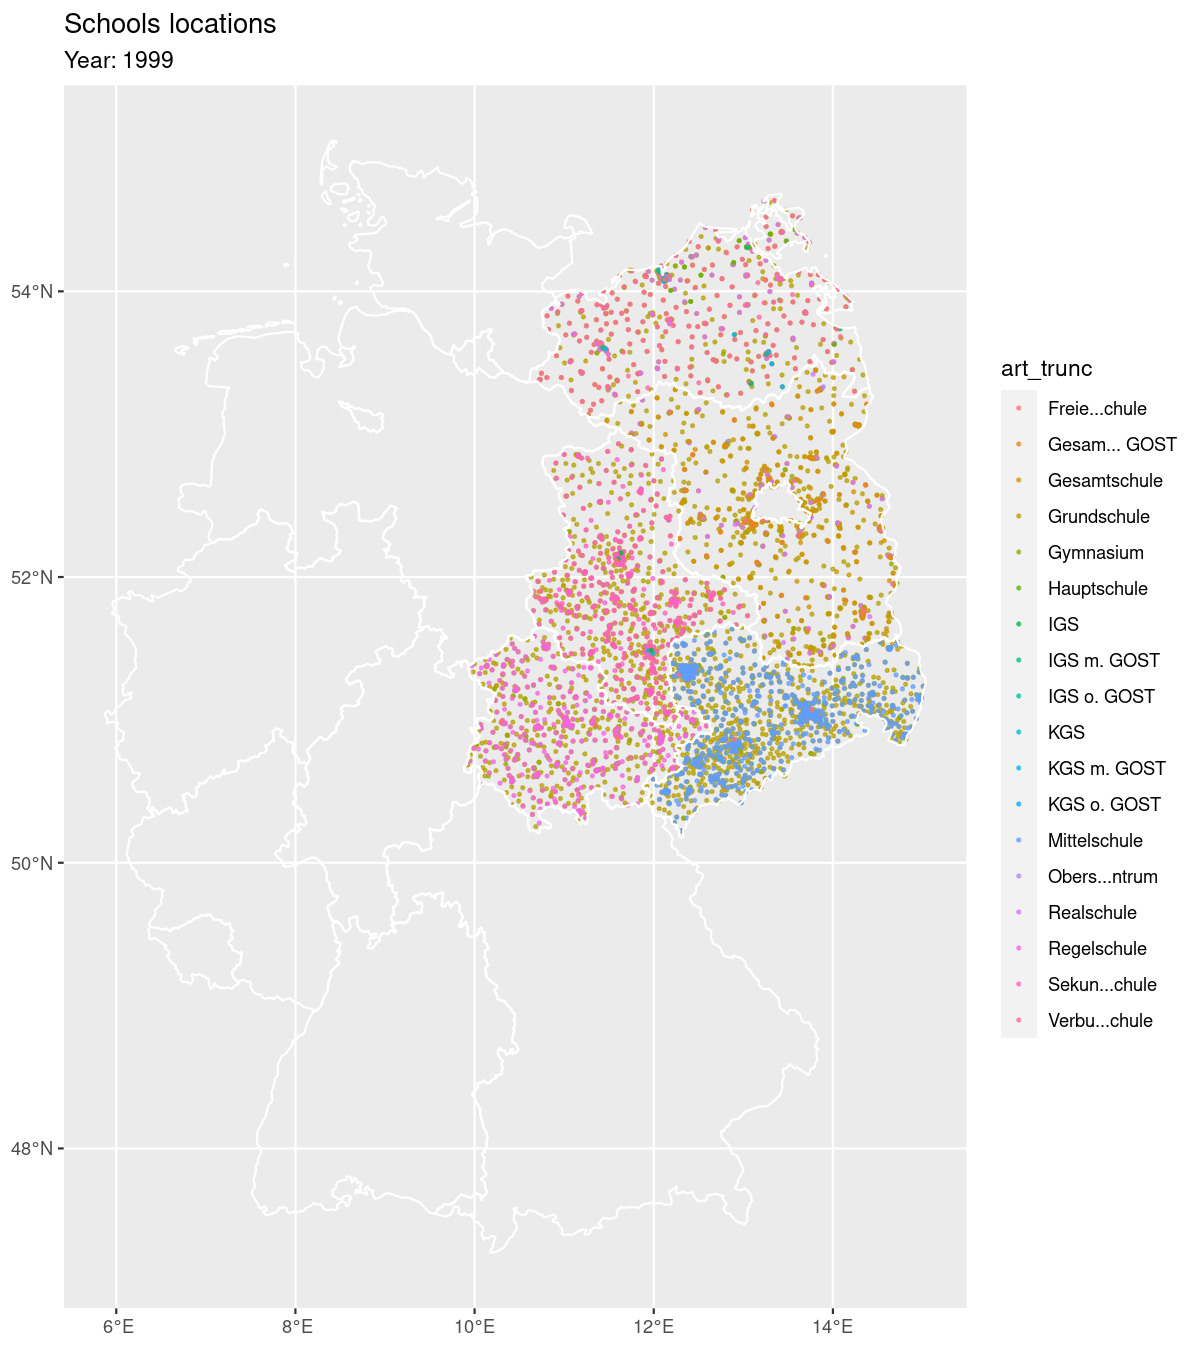 Schools locations
Year: 1999
54°N
52°N
50°N
48°N
6°E
8°E
10°E
12°E
14°E
art_trunc
Freie...chule
Gesam... GOST
Gesamtschule
Grundschule
Gymnasium
Hauptschule
IGS
IGS m. GOST
IGS o. GOST
KGS
KGS m. GOST
KGS o. GOST
Mittelschule
Obers...ntrum
Realschule
Regelschule
Sekun...chule
Verbu...chule